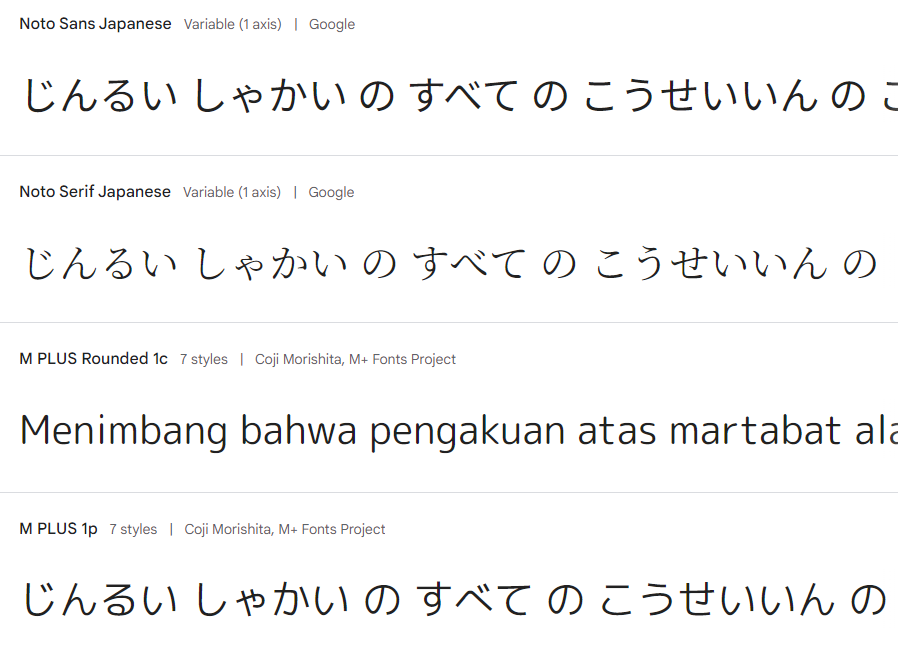 Noto Sans Japanese Variable (1 axis) | Google
じんるい しゃかい の すべて の こうせいいん の
Noto Serif Japanese Variable (1 axis) | Google
じんるい しゃかい の すべて の こうせいいん の
M PLUS Rounded 1c 7 styles | Coji Morishita, M+ Fonts Project
Menimbang bahwa pengakuan atas martabat ala
M PLUS 1p 7 styles | Coji Morishita, M+ Fonts Project
じんるい しゃかい の すべて の こうせいいん の